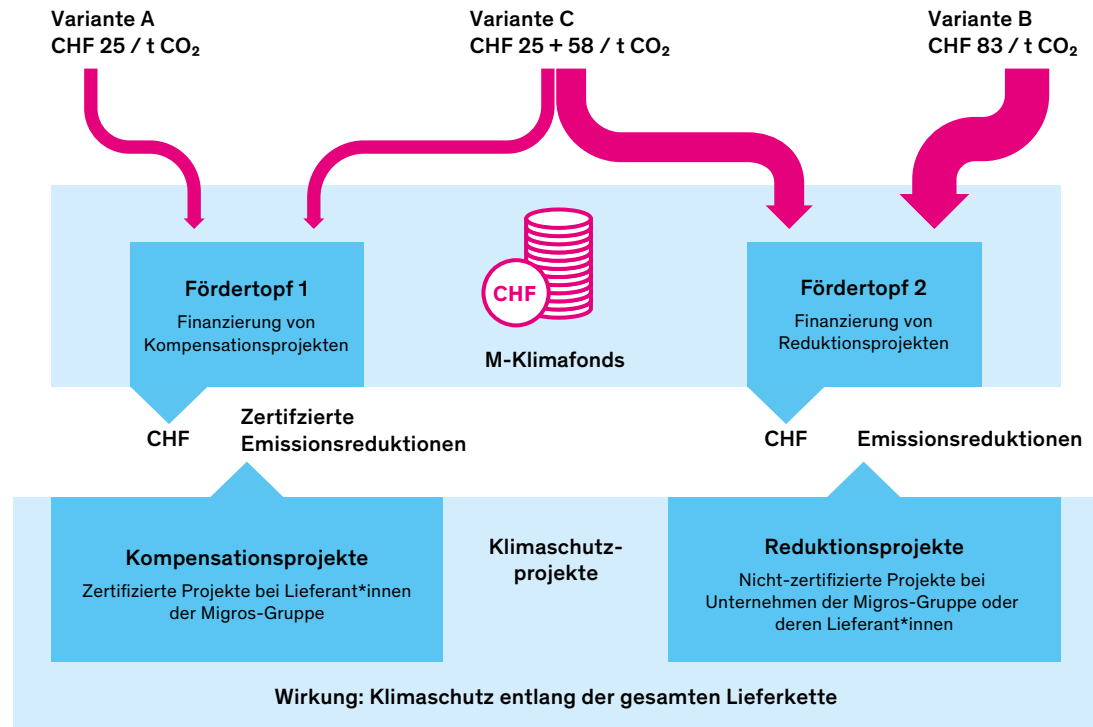 Variante A
CHF 25 / t CO₂
Variante C
CHF 25 + 58 / t CO₂
Variante B
CHF 83 / t CO₂
Fördertopf 1
Finanzierung von
Kompensationsprojekten
CHF
M-Klimafonds
Fördertopf 2
Finanzierung von
Reduktionsprojekten
CHF
Zertifzierte
Emissionsreduktionen
CHF
Emissionsreduktionen
Kompensationsprojekte
Zertifizierte Projekte bei Lieferant*innen
der Migros-Gruppe
Klimaschutz-
projekte
Reduktionsprojekte
Nicht-zertifizierte Projekte bei
Unternehmen der Migros-Gruppe oder
deren Lieferant*innen
Wirkung: Klimaschutz entlang der gesamten Lieferkette